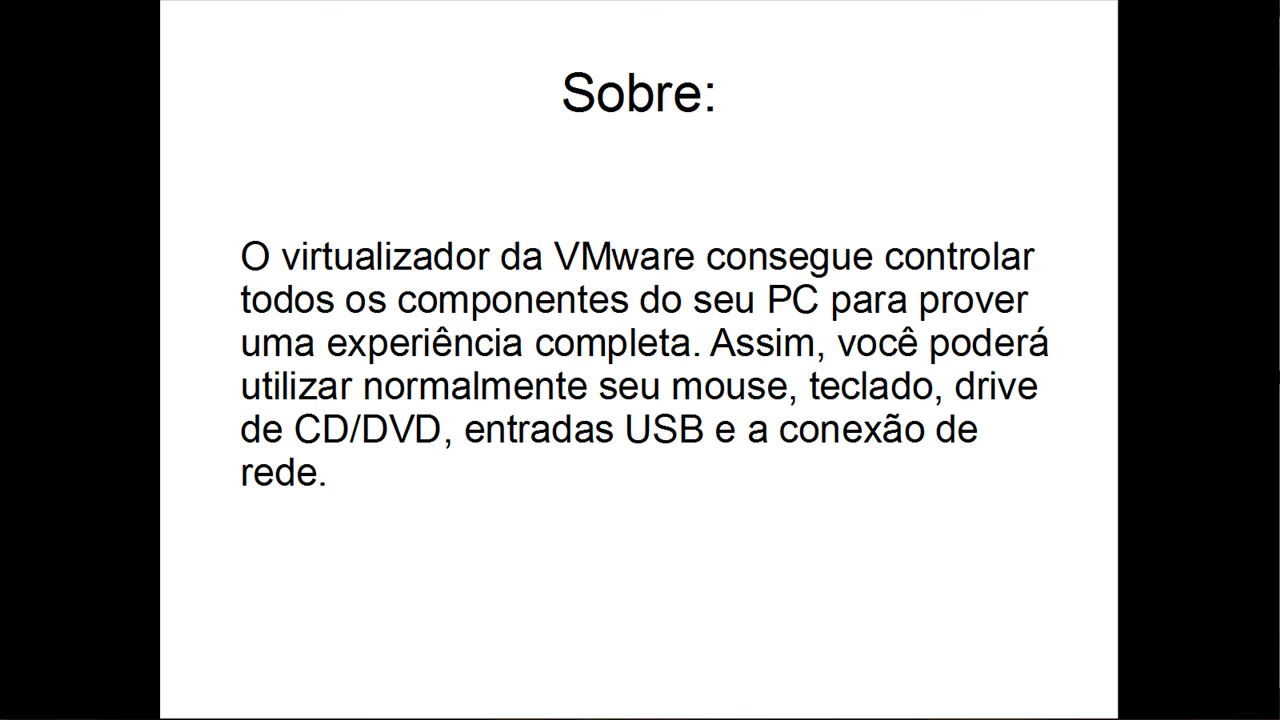 Sobre:
O virtualizador da VMware consegue controlar
todos os componentes do seu PC para prover
uma experiência completa. Assim, você poderá
utilizar normalmente seu mouse, teclado, drive
de CD/DVD, entradas USB e a conexão de
rede.